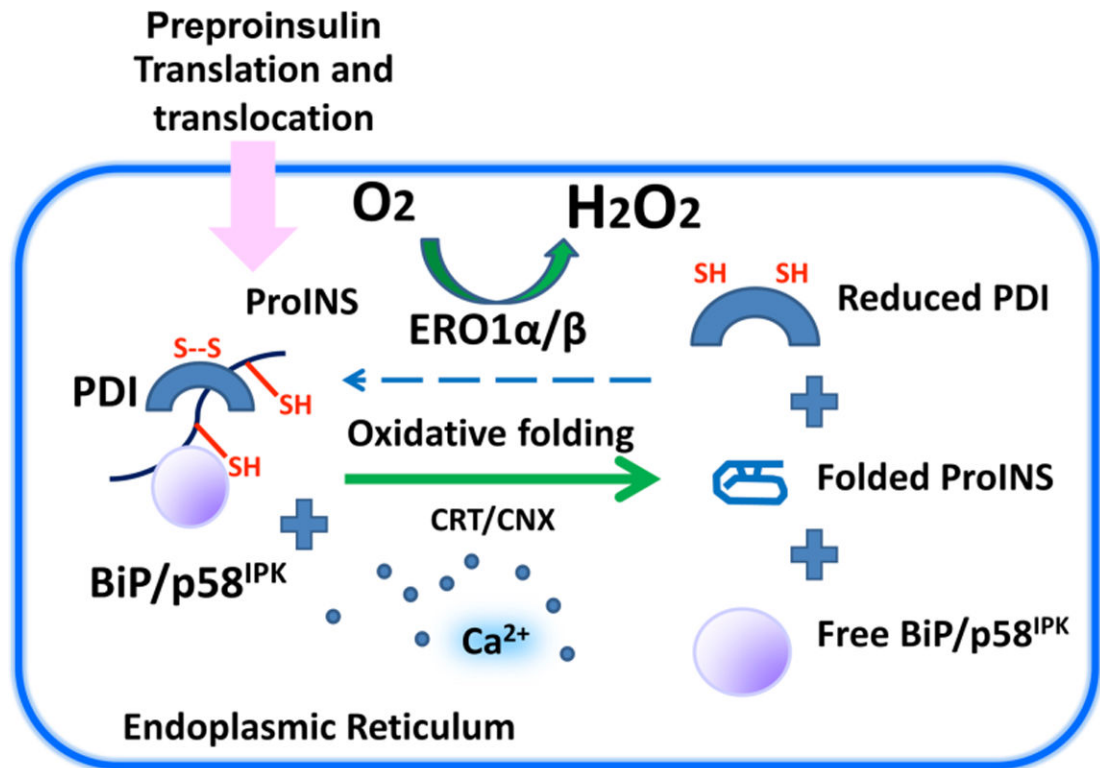 Preproinsulin
Translation and
translocation
O2
H2O2
ProINS
ERO1α/β
SH SH
Reduced PDI
S--S
PDI
SH
SH
Oxidative folding
CRT/CNX
Folded ProINS
BiP/p58IPK
Ca2+
Free BiP/p58IPK
Endoplasmic Reticulum